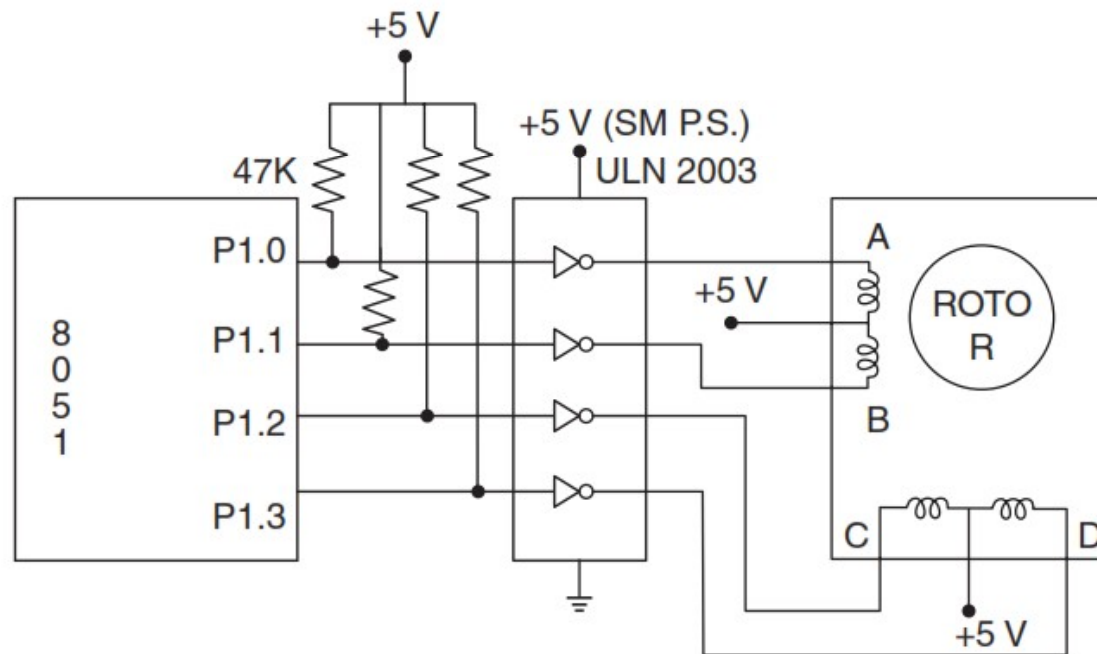 +5 V
+5 V (SM P.S.)
47K
ULN 2003
P1.0
A
+5 V
ROTO
R
8
0
5
1
P1.1
B
P1.2
P1.3
C
D
+5 V